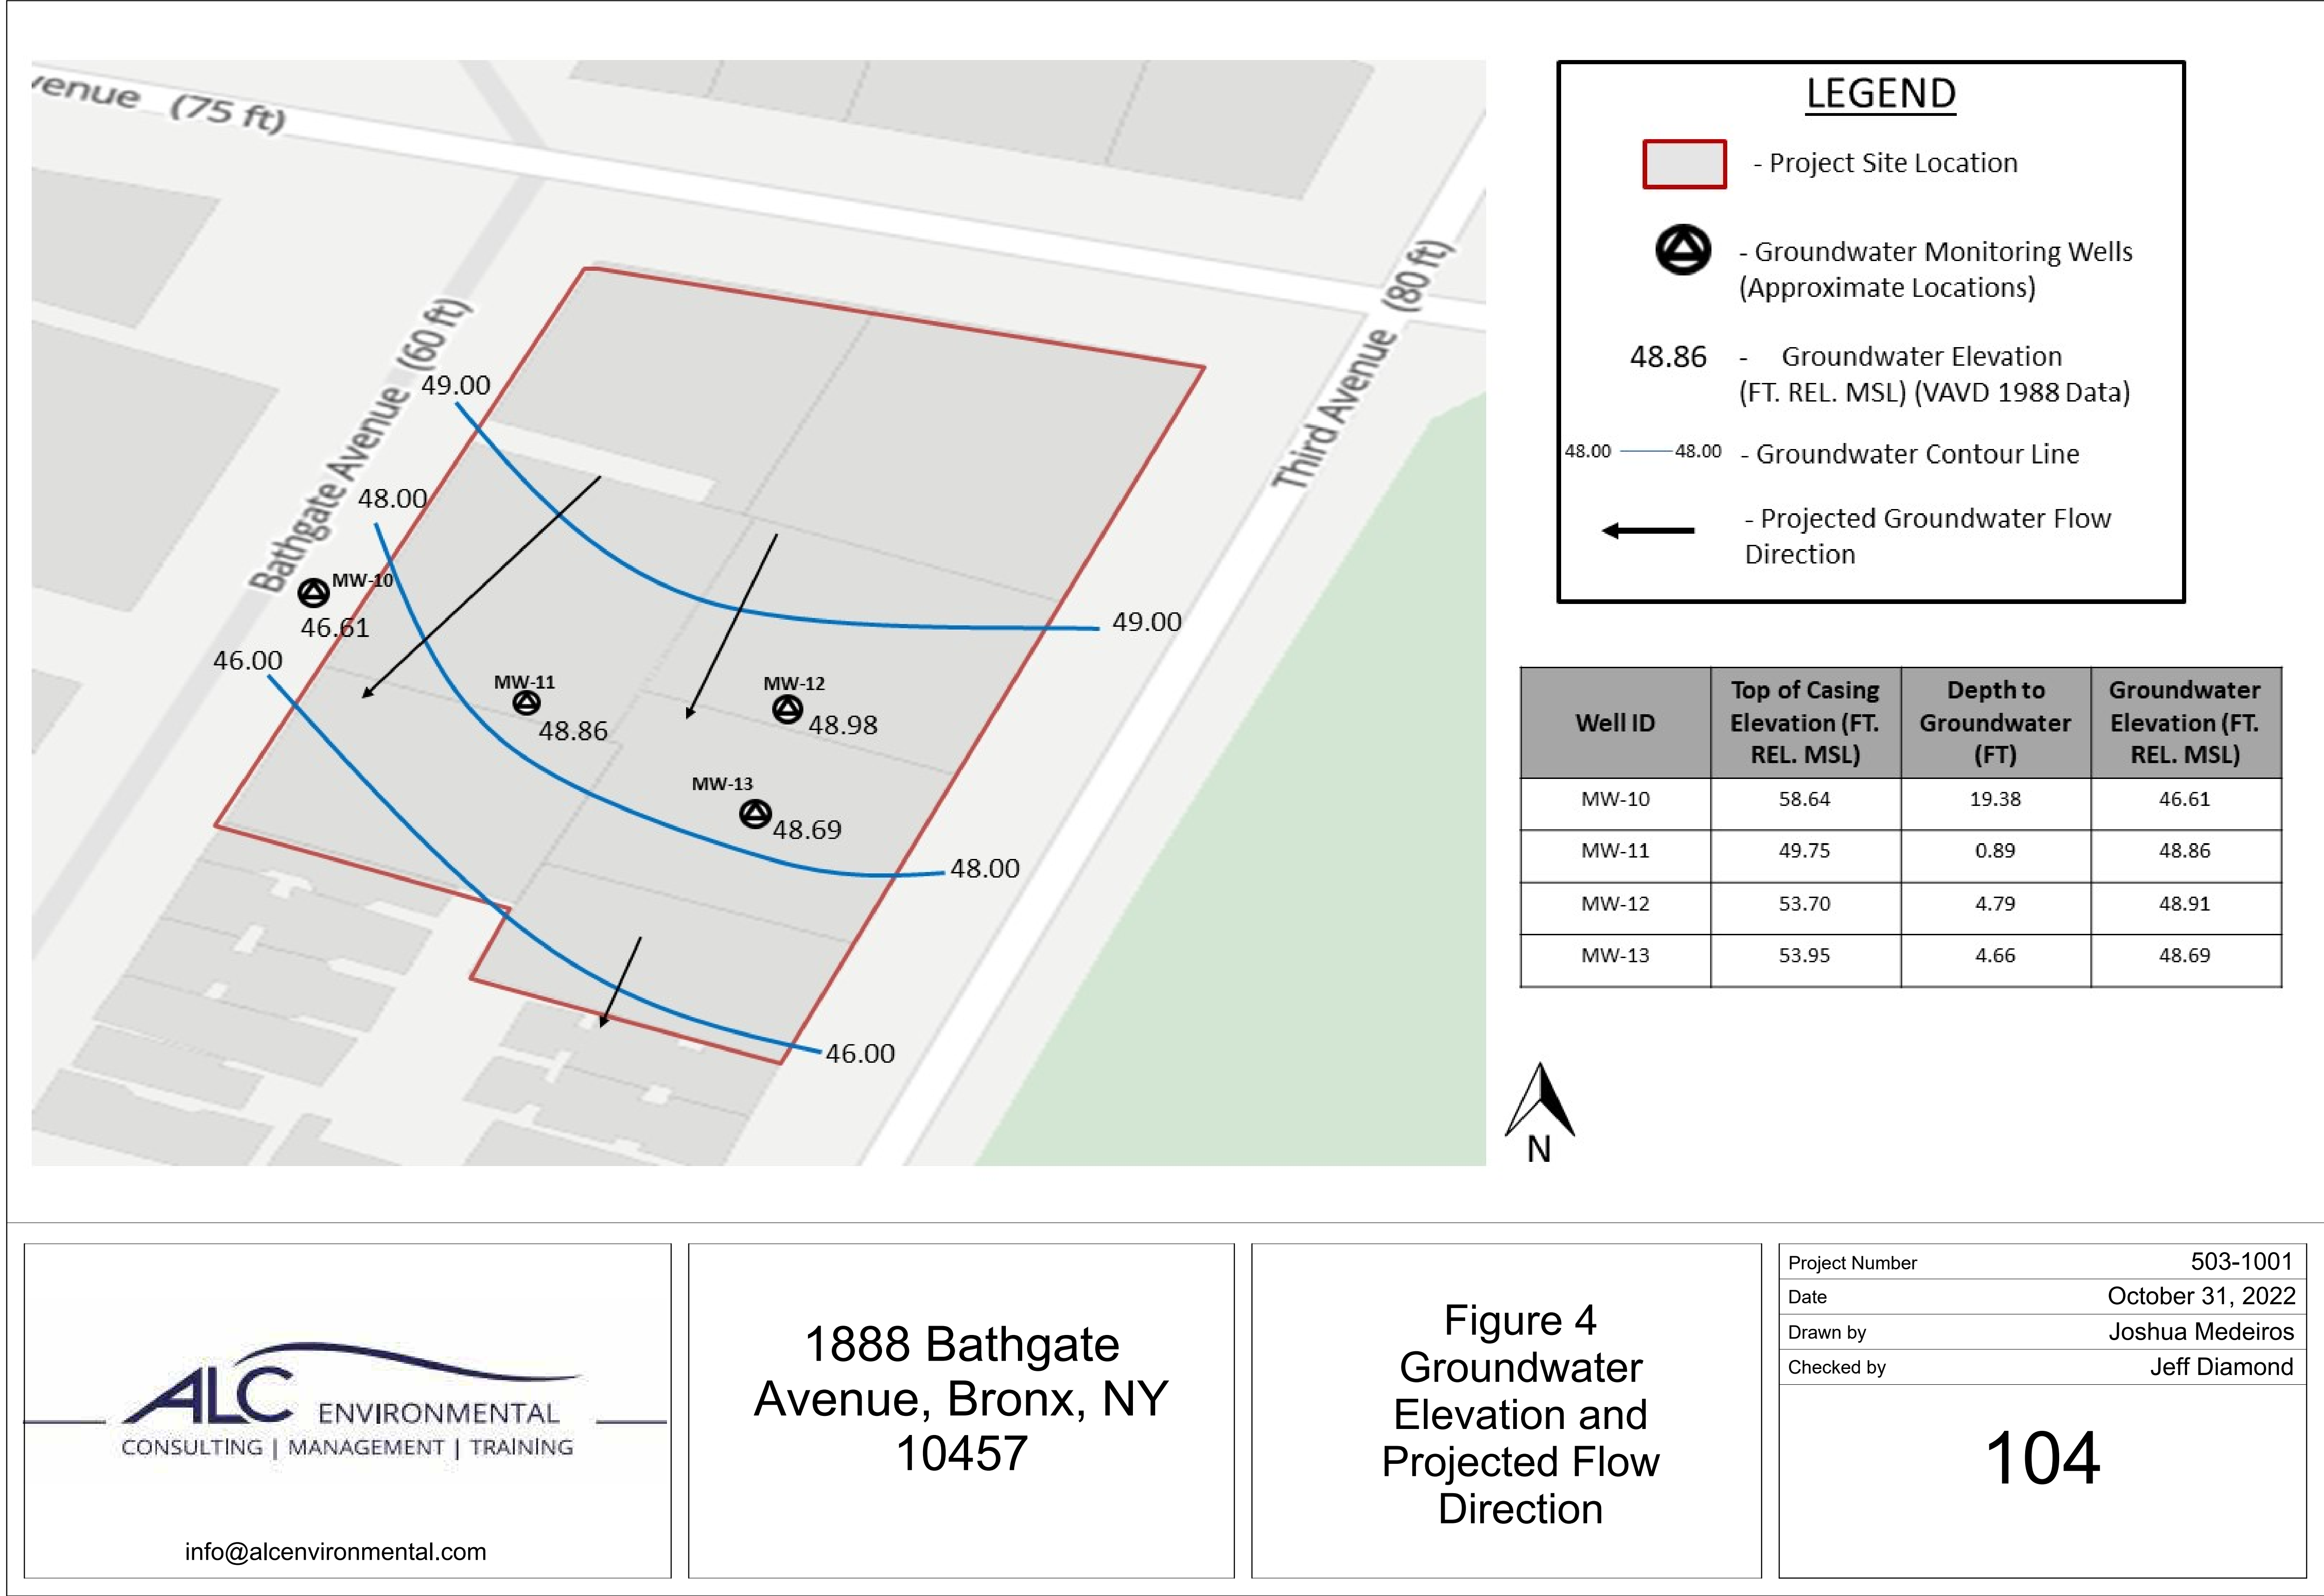 venue (75 ft)
Bathgate Avenue (60 ft)
Third Avenue (80 ft)
49.00
48.00
MW-10
46.61
46.00
49.00
MW-11
48.86
MW-12
48.98
MW-13
48.69
48.00
46.00
LEGEND
- Project Site Location
- Groundwater Monitoring Wells
(Approximate Locations)
48.86 - Groundwater Elevation
(FT. REL. MSL) (VAVD 1988 Data)
48.00 48.00 - Groundwater Contour Line
- Projected Groundwater Flow
Direction
Well ID
Top of Casing
Elevation (FT.
REL. MSL)
Depth to
Groundwater
(FT)
Groundwater
Elevation (FT.
REL. MSL)
MW-10 58.64 19.38 46.61
MW-11 49.75 0.89 48.86
MW-12 53.70 4.79 48.91
MW-13 53.95 4.66 48.69
N
ALC ENVIRONMENTAL
CONSULTING | MANAGEMENT | TRAINING
info@alcenvironmental.com
1888 Bathgate
Avenue, Bronx, NY
10457
Figure 4
Groundwater
Elevation and
Projected Flow
Direction
Project Number 503-1001
Date October 31, 2022
Drawn by Joshua Medeiros
Checked by Jeff Diamond
104